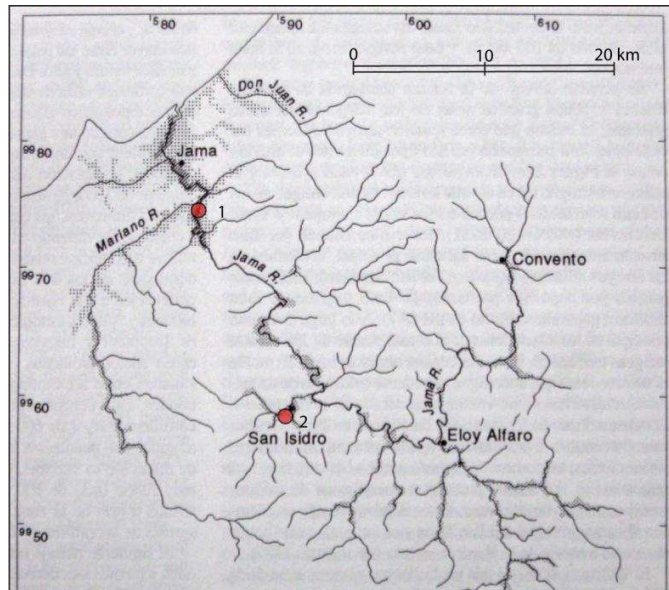 ⁵80
⁵90
⁶00
⁶10
0
10
20 km
Don Juan R.
⁹⁹80
Jama
Mariano R.
1
Jama R.
Convento
⁹⁹70
⁹⁹60
2
San Isidro
Jama R.
Eloy Alfaro
⁹⁹50